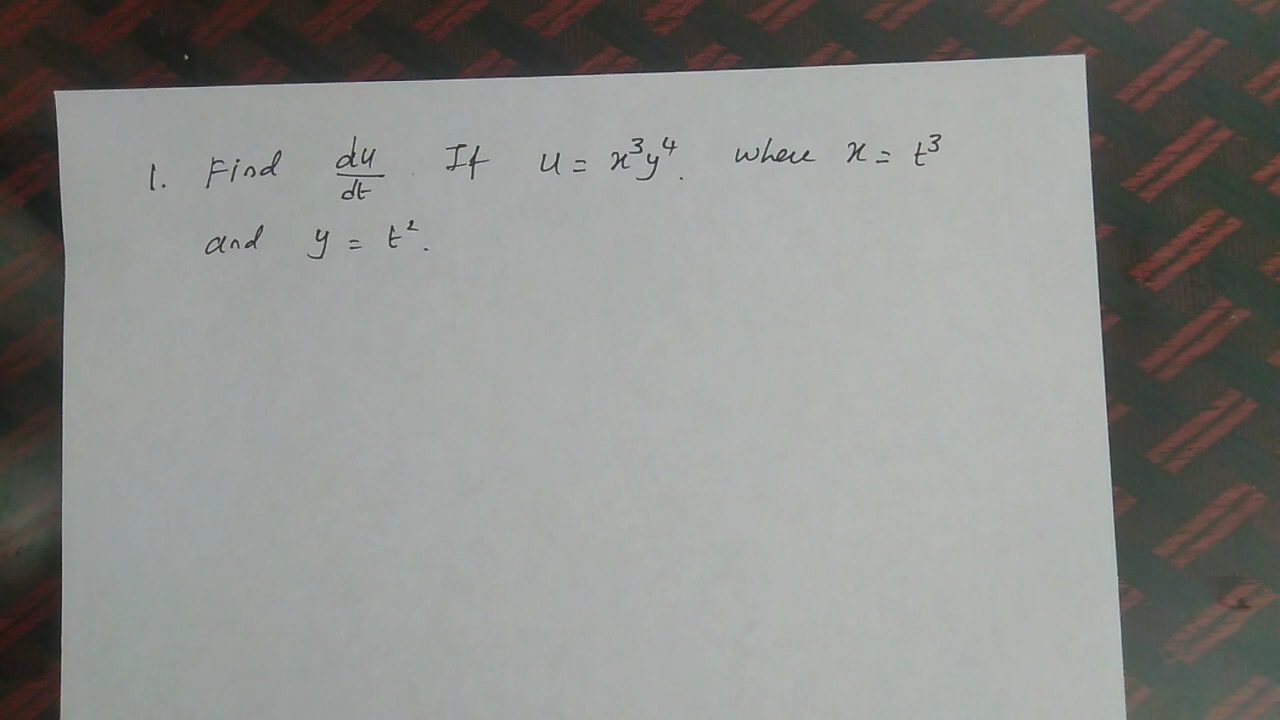 1. Find du/dt. If u = x³y⁴. where x = t³
and y = t².